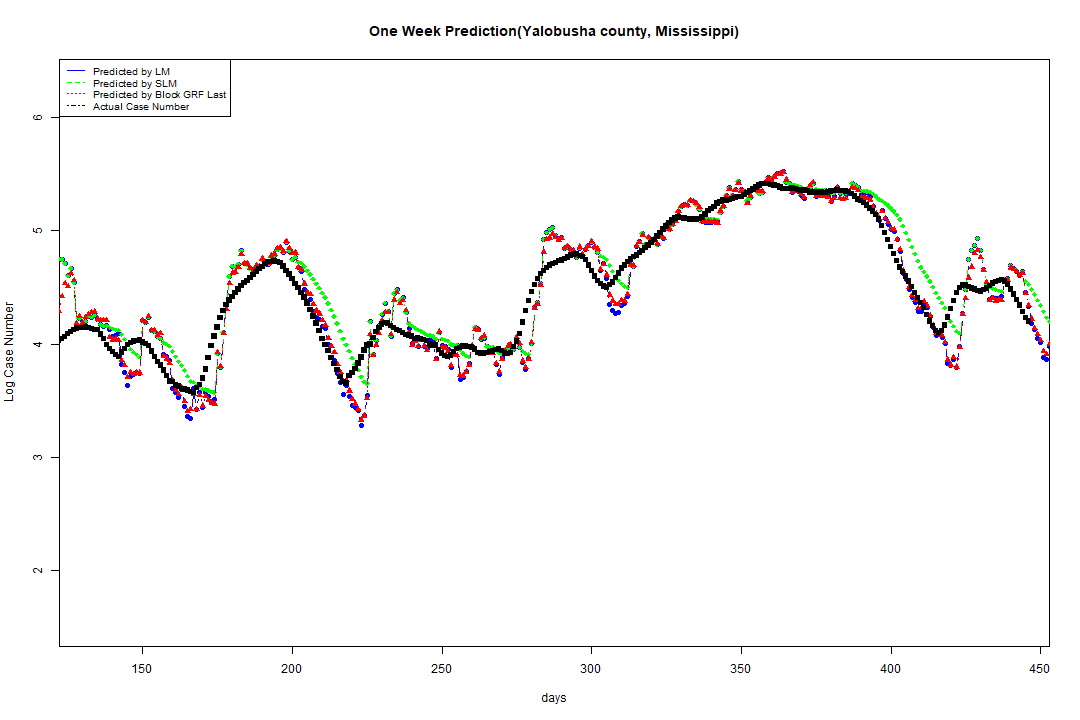 One Week Prediction(Yalobusha county, Mississippi)
Predicted by LM
Predicted by SLM
Predicted by Block GRF Last
Actual Case Number
6
5
4
3
2
Log Case Number
150 200 250 300 350 400 450
days